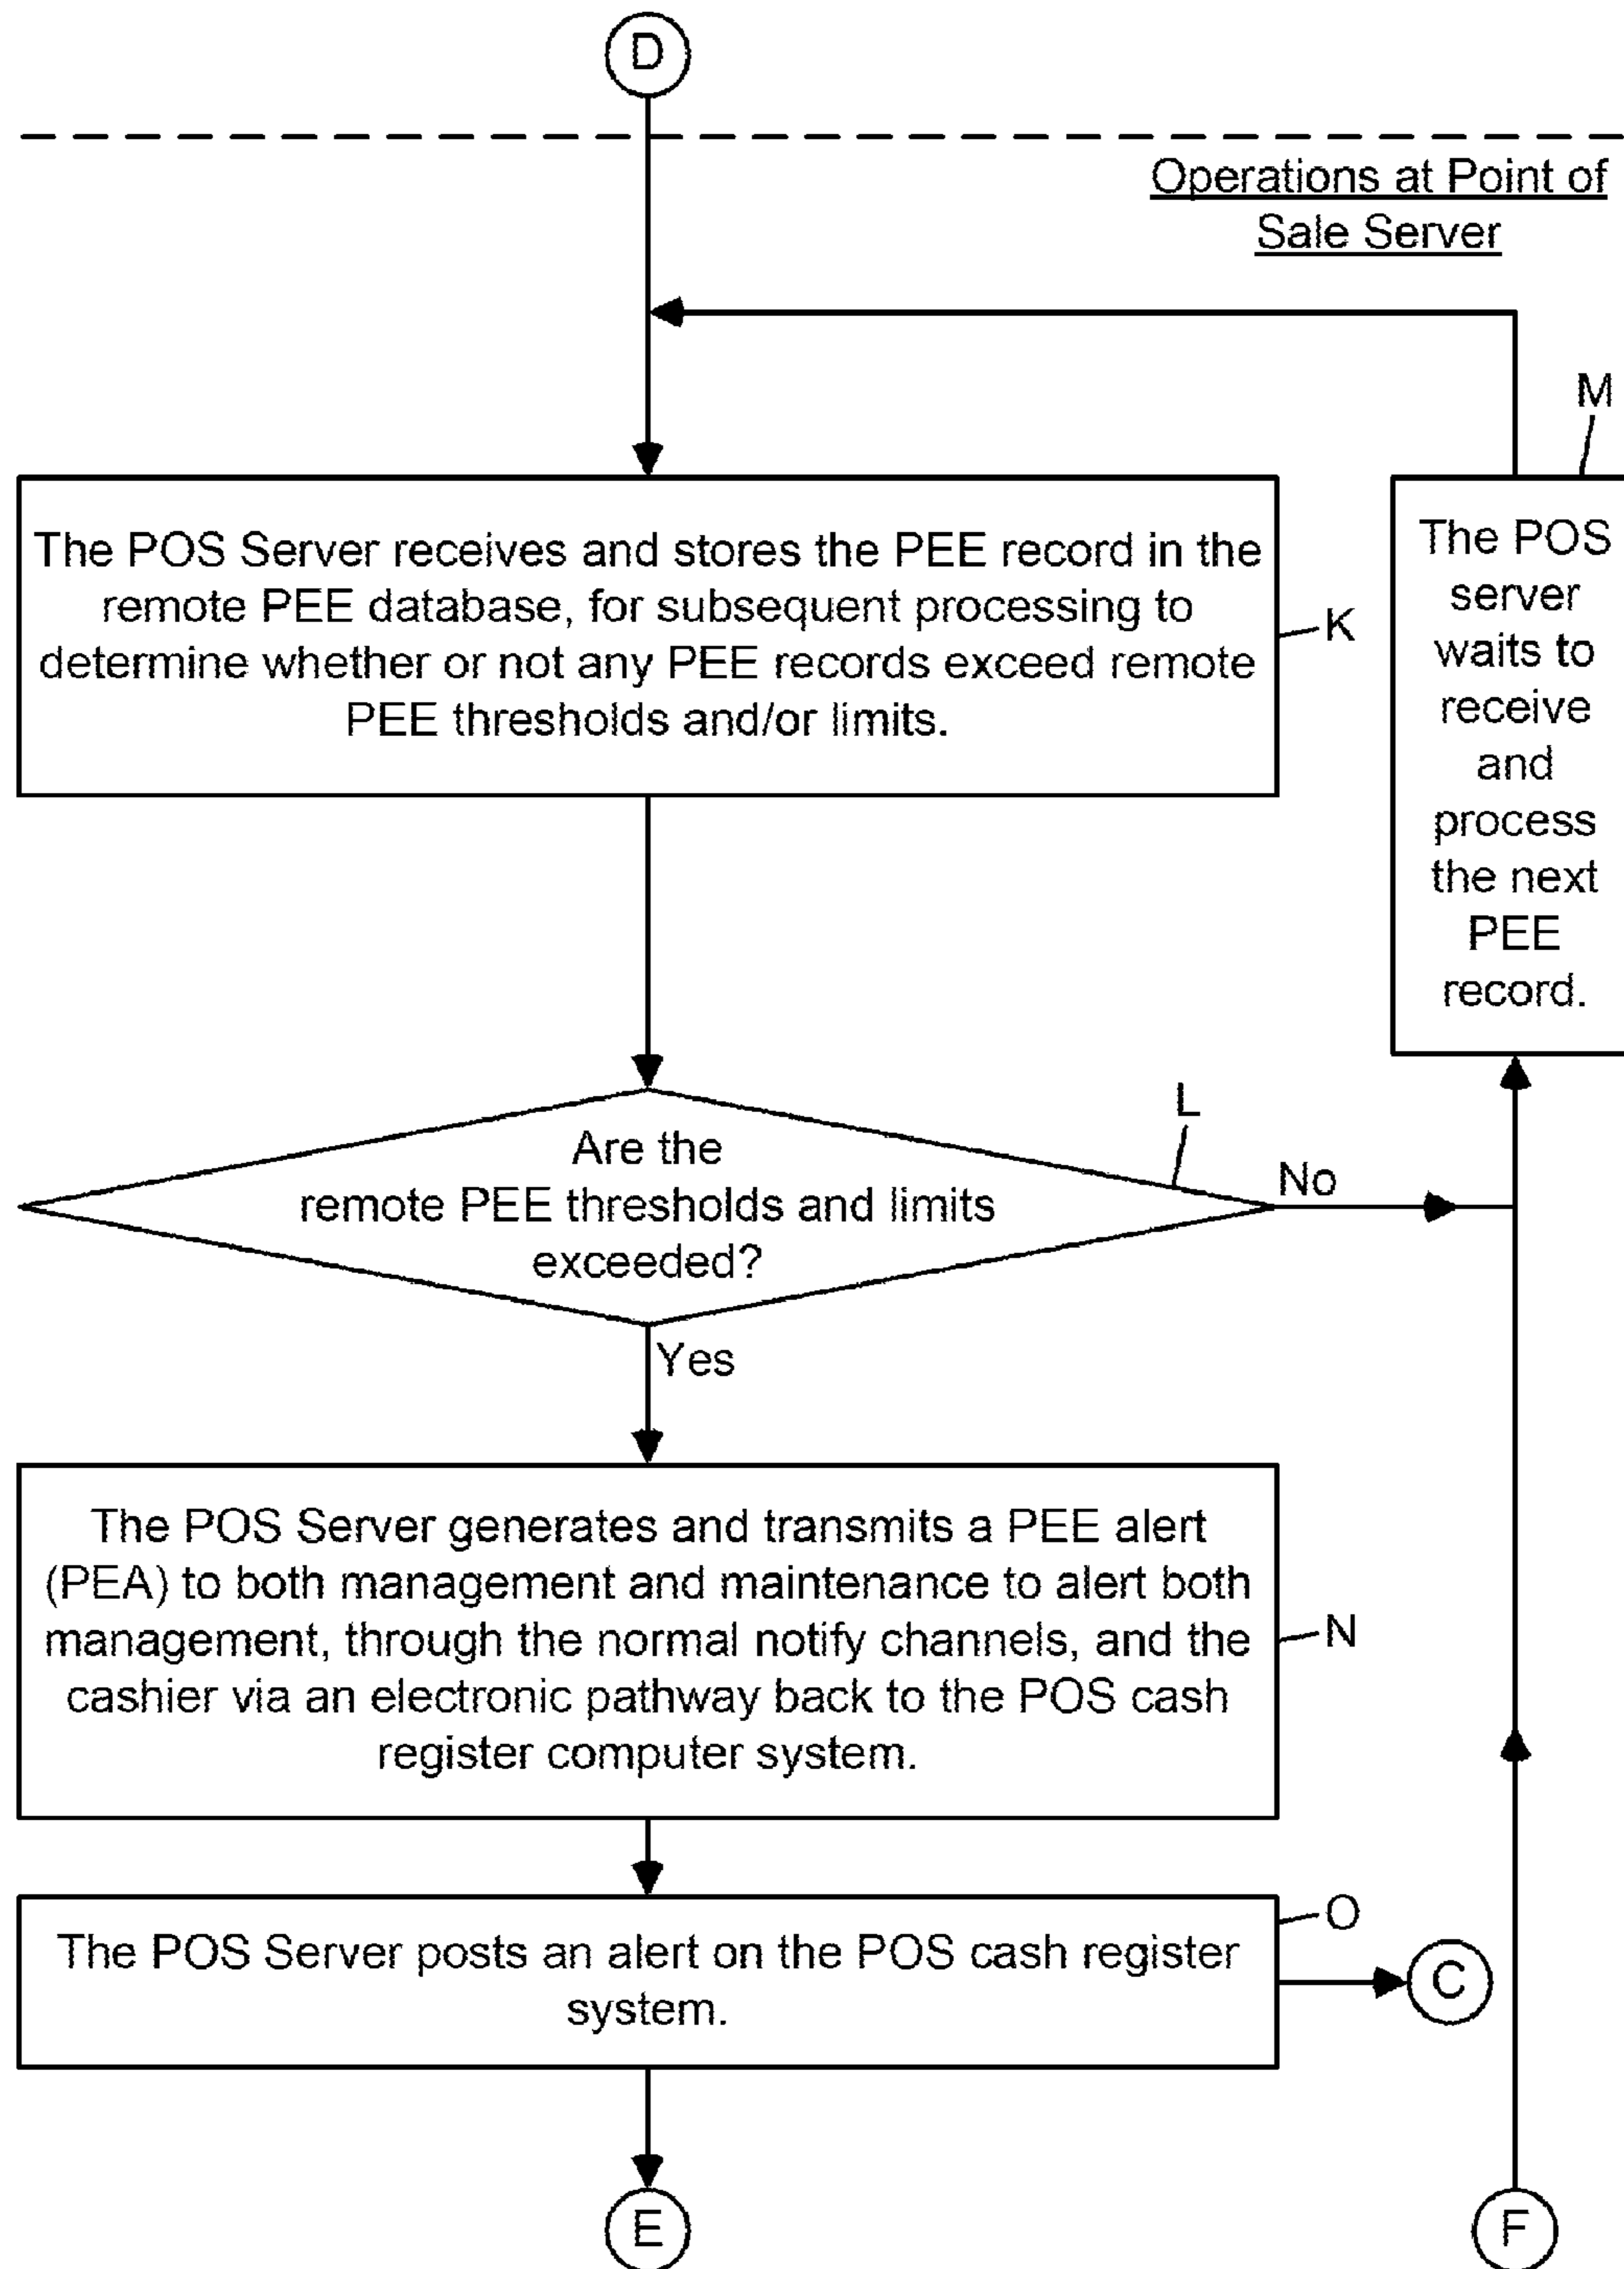 D
Operations at Point of
Sale Server
M
The POS Server receives and stores the PEE record in the
remote PEE database, for subsequent processing to
determine whether or not any PEE records exceed remote
PEE thresholds and/or limits.
K
The POS
server
waits to
receive
and
process
the next
PEE
record.
L
Are the
remote PEE thresholds and limits
exceeded?
No
Yes
The POS Server generates and transmits a PEE alert
(PEA) to both management and maintenance to alert both
management, through the normal notify channels, and the
cashier via an electronic pathway back to the POS cash
register computer system.
N
The POS Server posts an alert on the POS cash register
system.
O
C
E
F